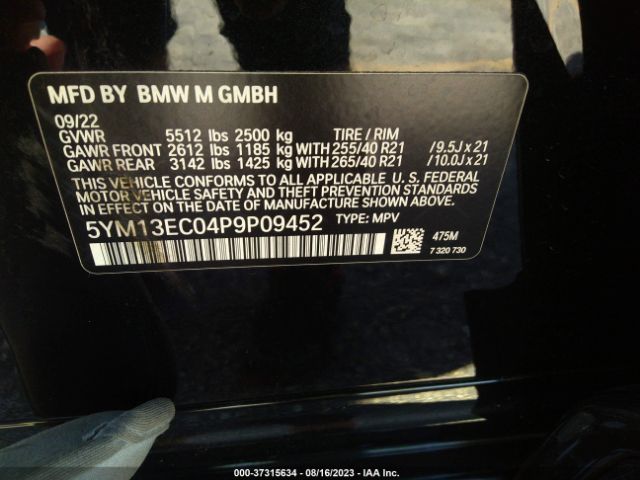 MFD BY BMW M GMBH
09/22
GVWR 5512 lbs 2500 kg TIRE / RIM
GAWR FRONT 2612 lbs 1185 kg WITH 255/40 R21 / 9.5J x 21
GAWR REAR 3142 lbs 1425 kg WITH 265/40 R21 / 10.0J x 21
THIS VEHICLE CONFORMS TO ALL APPLICABLE U. S. FEDERAL
MOTOR VEHICLE SAFETY, BUMPER, AND THEFT PREVENTION
STANDARDS IN EFFECT ON THE DATE OF MANUFACTURE SHOWN ABOVE.
5YM13EC04P9P09452 TYPE: MPV
475M
7 320 730
000-37315634 - 08/16/2023 - IAA Inc.